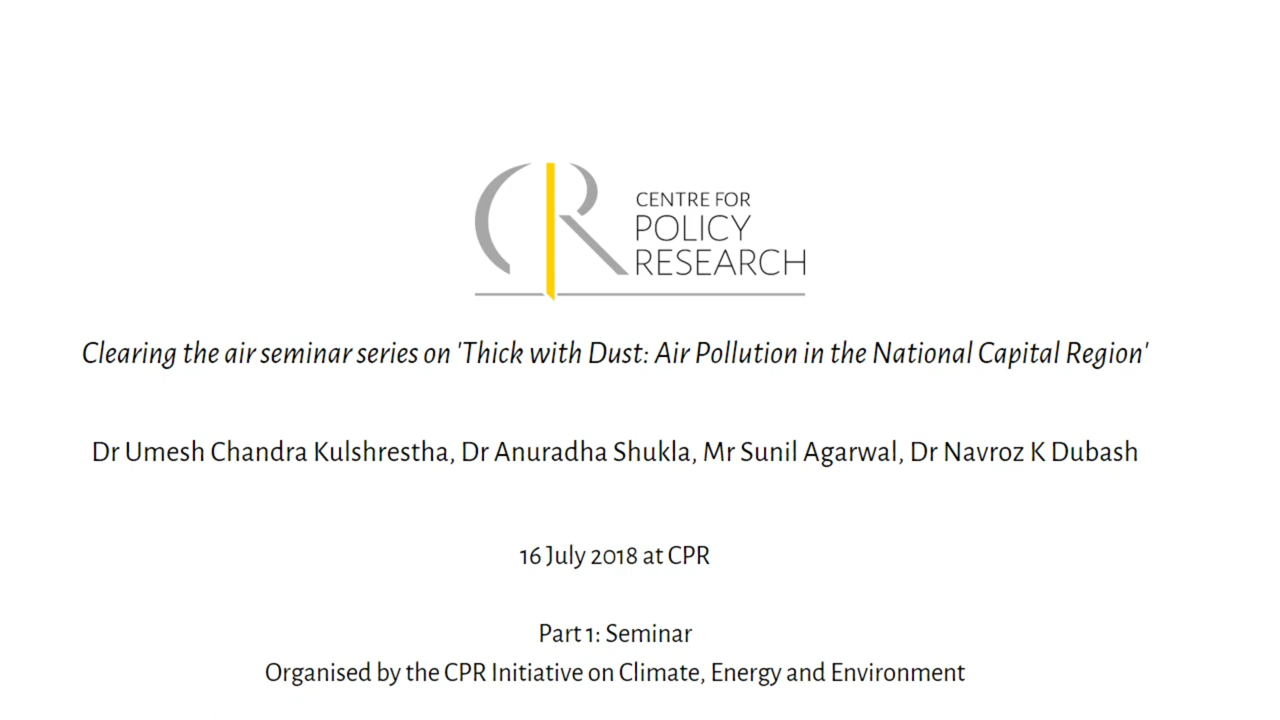 CENTRE FOR
POLICY
RESEARCH
Clearing the air seminar series on 'Thick with Dust: Air Pollution in the National Capital Region'
Dr Umesh Chandra Kulshrestha, Dr Anuradha Shukla, Mr Sunil Agarwal, Dr Navroz K Dubash
16 July 2018 at CPR
Part 1: Seminar
Organised by the CPR Initiative on Climate, Energy and Environment